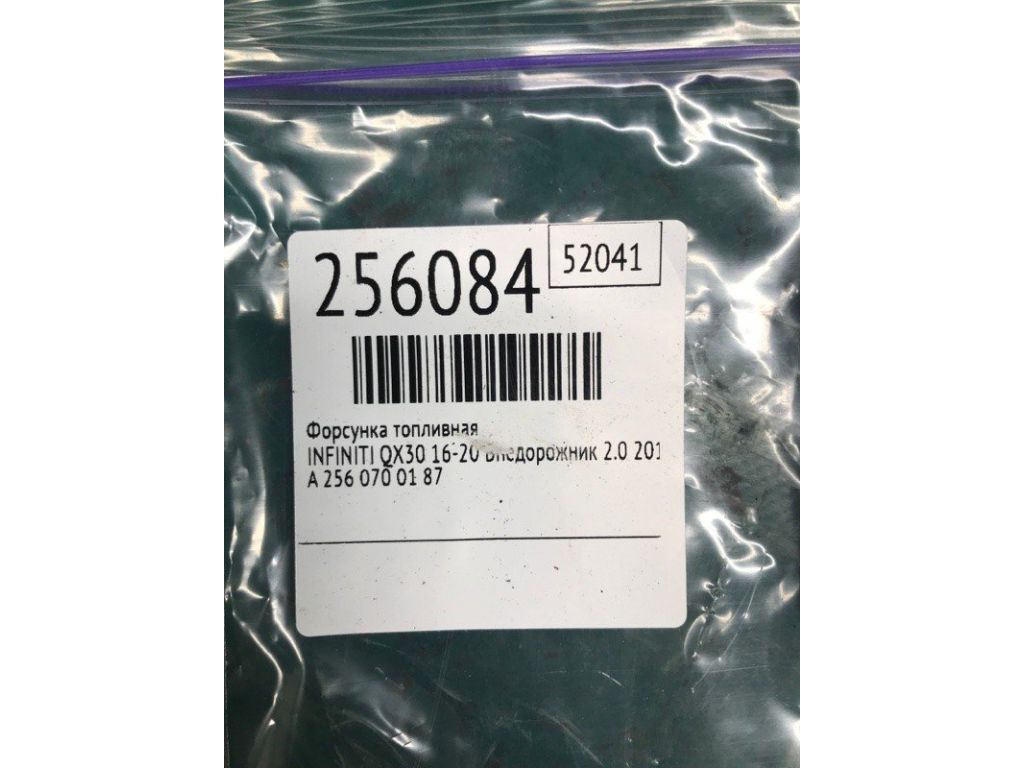 256084
52041
Форсунка топливная
INFINITI QX30 16-20 Внедорожник 2.0 201
A 256 070 01 87